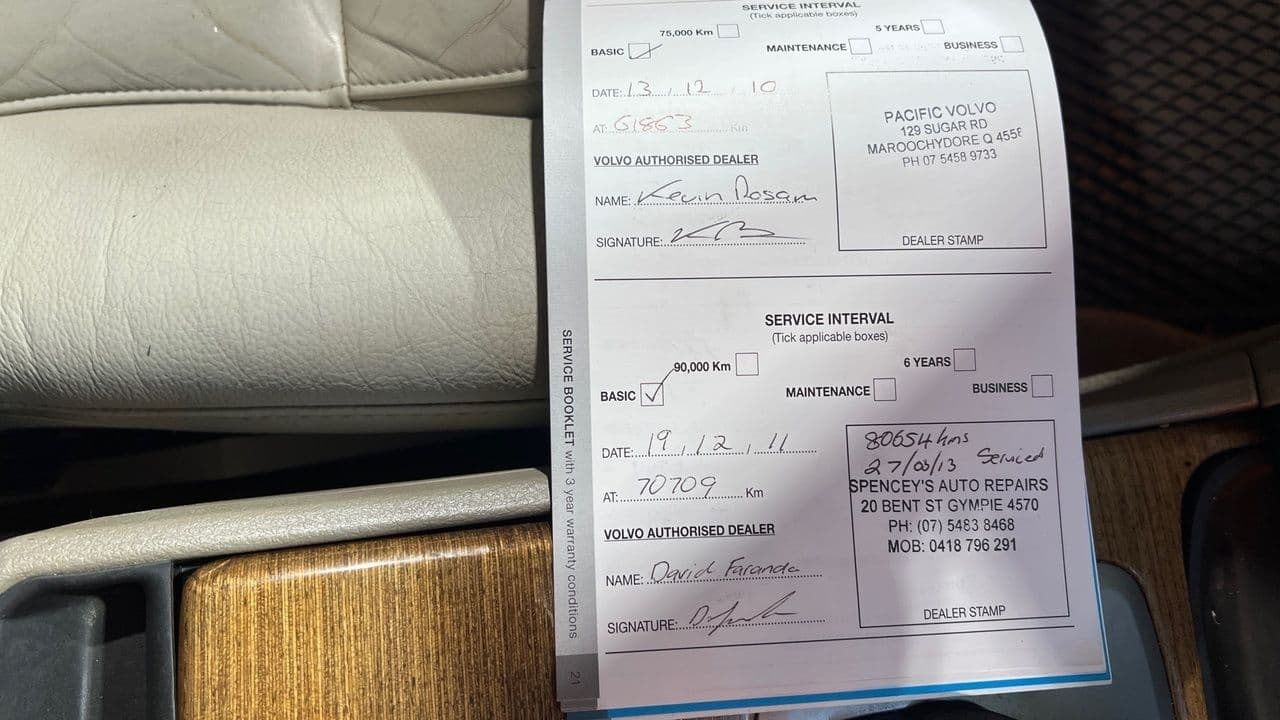 SERVICE INTERVAL
(Tick applicable boxes)
75,000 Km
5 YEARS
BASIC
MAINTENANCE
BUSINESS
DATE: 13 / 12 / 10
AT: 61863 Km
VOLVO AUTHORISED DEALER
NAME: Kevin Rosam
SIGNATURE:
PACIFIC VOLVO
129 SUGAR RD
MAROOCHYDORE Q 4558
PH 07 5458 9733
DEALER STAMP
SERVICE INTERVAL
(Tick applicable boxes)
90,000 Km
6 YEARS
BASIC
MAINTENANCE
BUSINESS
DATE: 19 / 12 / 11
AT: 70709 Km
VOLVO AUTHORISED DEALER
NAME: David Faranda
SIGNATURE:
80654 kms
27/03/13 Serviced
SPENCEY'S AUTO REPAIRS
20 BENT ST GYMPIE 4570
PH: (07) 5483 8468
MOB: 0418 796 291
DEALER STAMP
SERVICE BOOKLET with 3 year warranty conditions
21